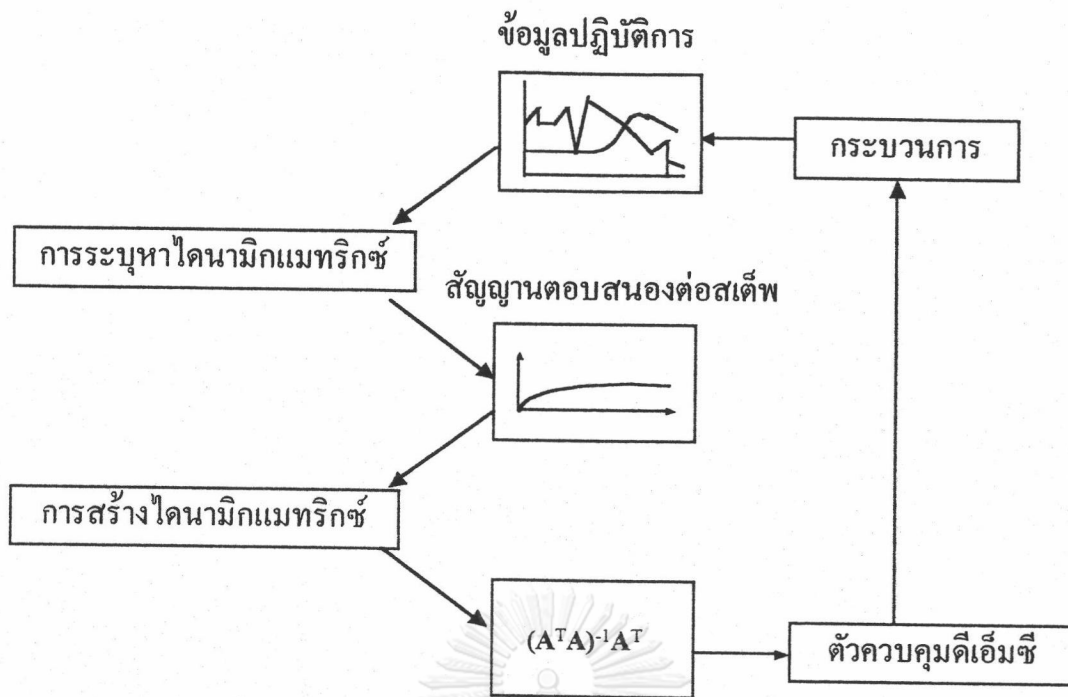 ข้อมูลปฏิบัติการ
กระบวนการ
การระบุหาไดนามิกแมทริกซ์
สัญญานตอบสนองต่อสเต็พ
การสร้างไดนามิกแมทริกซ์
(AᵀA)⁻¹Aᵀ
ตัวควบคุมดีเอ็มซี